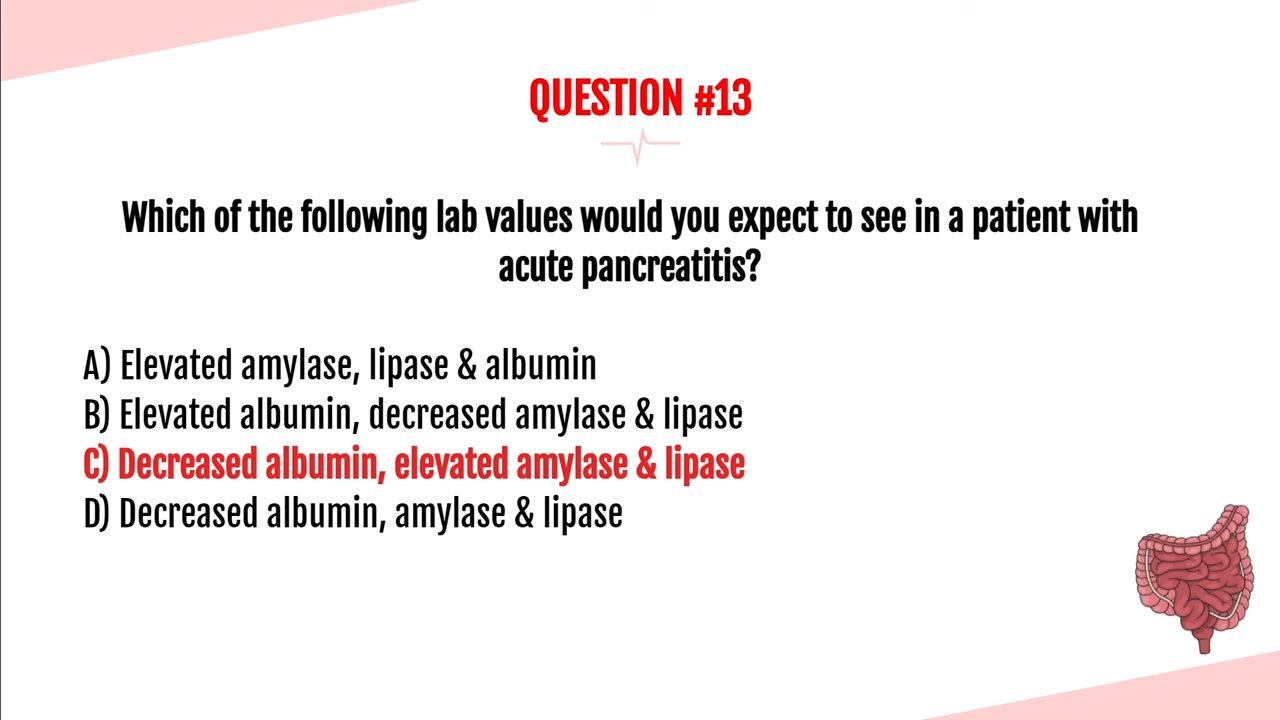 QUESTION #13
Which of the following lab values would you expect to see in a patient with
acute pancreatitis?
A) Elevated amylase, lipase & albumin
B) Elevated albumin, decreased amylase & lipase
C) Decreased albumin, elevated amylase & lipase
D) Decreased albumin, amylase & lipase